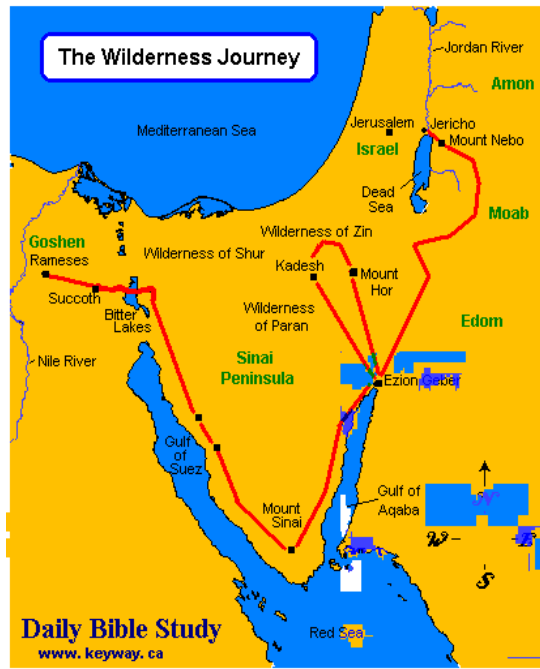 The Wilderness Journey
Jordan River
Amon
Mediterranean Sea
Jerusalem
Jericho
Mount Nebo
Israel
Dead
Sea
Moab
Goshen
Rameses
Wilderness of Zin
Wilderness of Shur
Kadesh
Mount
Hor
Succoth
Bitter
Lakes
Wilderness
of Paran
Edom
Nile River
Sinai
Peninsula
Ezion Geber
Gulf
of
Suez
Gulf of
Aqaba
Mount
Sinai
N
W
E
S
Daily Bible Study
www.keyway.ca
Red Sea